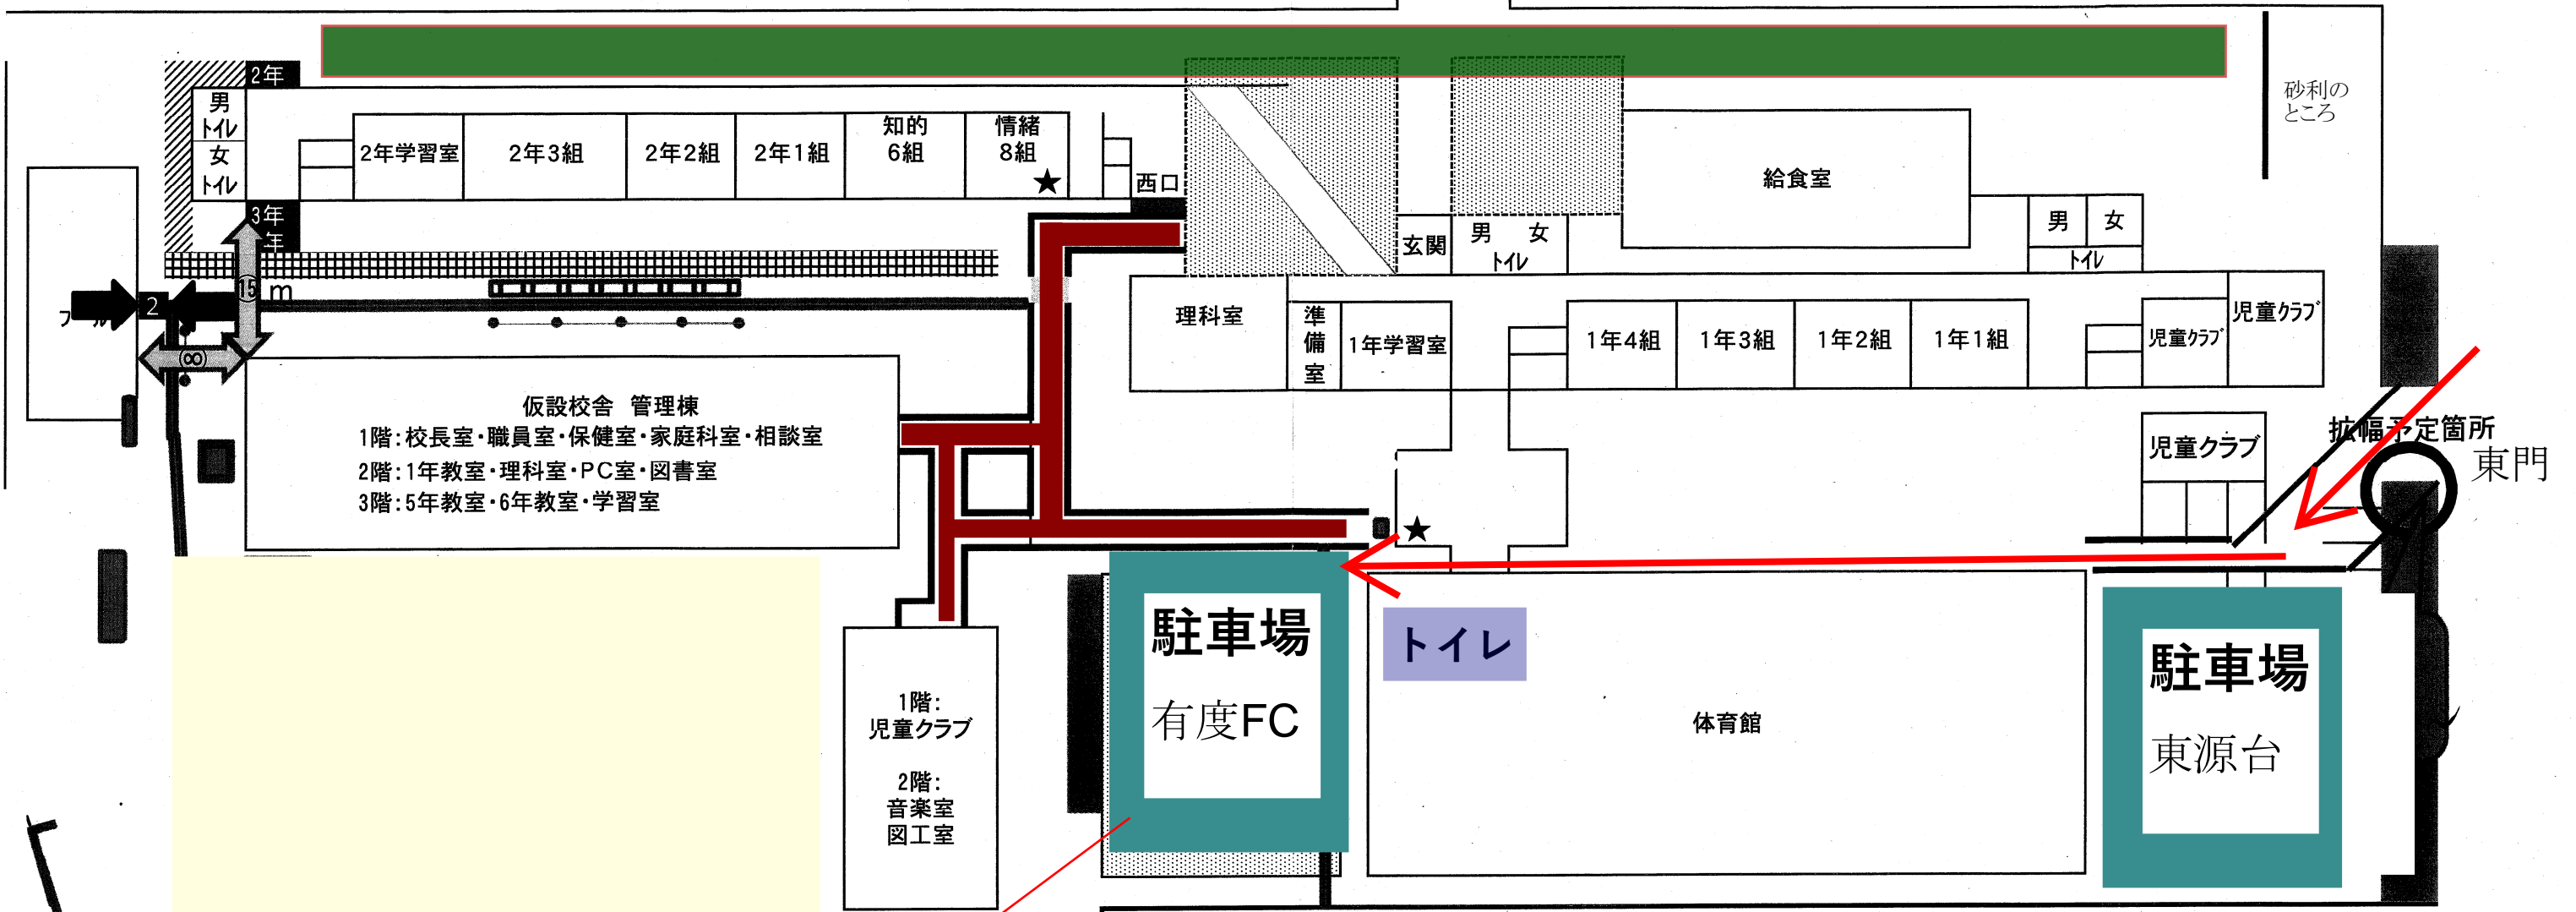 2年
砂利の
ところ
男
トイレ
女
トイレ
2年学習室
2年3組
2年2組
2年1組
知的
6組
情緒
8組
★
西口
給食室
3年
年
玄関
男 女
トイレ
男 女
トイレ
⑮ m
2
理科室
準
備
室
1年学習室
1年4組
1年3組
1年2組
1年1組
児童クラブ
児童クラブ
仮設校舎 管理棟
1階:校長室・職員室・保健室・家庭科室・相談室
2階:1年教室・理科室・PC室・図書室
3階:5年教室・6年教室・学習室
拡幅予定箇所
児童クラブ
東門
★
駐車場
有度FC
トイレ
駐車場
東源台
1階:
児童クラブ
2階:
音楽室
図工室
体育館